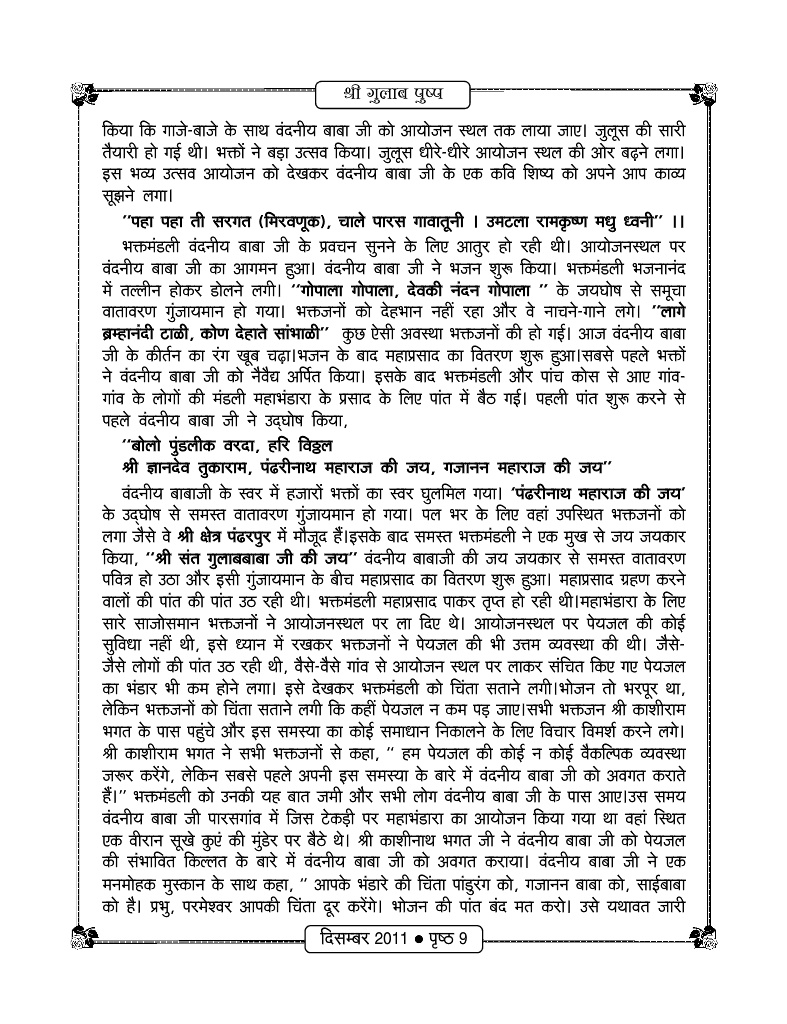 श्री गुलाब पुष्प
किया कि गाजे-बाजे के साथ वंदनीय बाबा जी को आयोजन स्थल तक लाया जाए। जुलूस की सारी
तैयारी हो गई थी। भक्तों ने बड़ा उत्सव किया। जुलूस धीरे-धीरे आयोजन स्थल की ओर बढ़ने लगा।
इस भव्य उत्सव आयोजन को देखकर वंदनीय बाबा जी के एक कवि शिष्य को अपने आप काव्य
सूझने लगा।
''पहा पहा ती सरगत (मिरवणूक), चाले पारस गावातूनी । उमटला रामकृष्ण मधु ध्वनी'' ।।
भक्तमंडली वंदनीय बाबा जी के प्रवचन सुनने के लिए आतुर हो रही थी। आयोजनस्थल पर
वंदनीय बाबा जी का आगमन हुआ। वंदनीय बाबा जी ने भजन शुरू किया। भक्तमंडली भजनानंद
में तल्लीन होकर डोलने लगी। ''गोपाला गोपाला, देवकी नंदन गोपाला '' के जयघोष से समूचा
वातावरण गुंजायमान हो गया। भक्तजनों को देहभान नहीं रहा और वे नाचने-गाने लगे। ''लागे
ब्रम्हानंदी टाळी, कोण देहाते सांभाळी'' कुछ ऐसी अवस्था भक्तजनों की हो गई। आज वंदनीय बाबा
जी के कीर्तन का रंग खूब चढ़ा।भजन के बाद महाप्रसाद का वितरण शुरू हुआ।सबसे पहले भक्तों
ने वंदनीय बाबा जी को नैवैद्य अर्पित किया। इसके बाद भक्तमंडली और पांच कोस से आए गांव-
गांव के लोगों की मंडली महाभंडारा के प्रसाद के लिए पांत में बैठ गई। पहली पांत शुरू करने से
पहले वंदनीय बाबा जी ने उद्घोष किया,
''बोलो पुंडलीक वरदा, हरि विठ्ठल
श्री ज्ञानदेव तुकाराम, पंढरीनाथ महाराज की जय, गजानन महाराज की जय''
वंदनीय बाबाजी के स्वर में हजारों भक्तों का स्वर घुलमिल गया। 'पंढरीनाथ महाराज की जय'
के उद्घोष से समस्त वातावरण गुंजायमान हो गया। पल भर के लिए वहां उपस्थित भक्तजनों को
लगा जैसे वे श्री क्षेत्र पंढरपुर में मौजूद हैं।इसके बाद समस्त भक्तमंडली ने एक मुख से जय जयकार
किया, ''श्री संत गुलाबबाबा जी की जय'' वंदनीय बाबाजी की जय जयकार से समस्त वातावरण
पवित्र हो उठा और इसी गुंजायमान के बीच महाप्रसाद का वितरण शुरू हुआ। महाप्रसाद ग्रहण करने
वालों की पांत की पांत उठ रही थी। भक्तमंडली महाप्रसाद पाकर तृप्त हो रही थी।महाभंडारा के लिए
सारे साजोसमान भक्तजनों ने आयोजनस्थल पर ला दिए थे। आयोजनस्थल पर पेयजल की कोई
सुविधा नहीं थी, इसे ध्यान में रखकर भक्तजनों ने पेयजल की भी उत्तम व्यवस्था की थी। जैसे-
जैसे लोगों की पांत उठ रही थी, वैसे-वैसे गांव से आयोजन स्थल पर लाकर संचित किए गए पेयजल
का भंडार भी कम होने लगा। इसे देखकर भक्तमंडली को चिंता सताने लगी।भोजन तो भरपूर था,
लेकिन भक्तजनों को चिंता सताने लगी कि कहीं पेयजल न कम पड़ जाए।सभी भक्तजन श्री काशीराम
भगत के पास पहुंचे और इस समस्या का कोई समाधान निकालने के लिए विचार विमर्श करने लगे।
श्री काशीराम भगत ने सभी भक्तजनों से कहा, '' हम पेयजल की कोई न कोई वैकल्पिक व्यवस्था
जरूर करेंगे, लेकिन सबसे पहले अपनी इस समस्या के बारे में वंदनीय बाबा जी को अवगत कराते
हैं।'' भक्तमंडली को उनकी यह बात जमी और सभी लोग वंदनीय बाबा जी के पास आए।उस समय
वंदनीय बाबा जी पारसगांव में जिस टेकड़ी पर महाभंडारा का आयोजन किया गया था वहां स्थित
एक वीरान सूखे कुएं की मुंडेर पर बैठे थे। श्री काशीनाथ भगत जी ने वंदनीय बाबा जी को पेयजल
की संभावित किल्लत के बारे में वंदनीय बाबा जी को अवगत कराया। वंदनीय बाबा जी ने एक
मनमोहक मुस्कान के साथ कहा, '' आपके भंडारे की चिंता पांडुरंग को, गजानन बाबा को, साईबाबा
को है। प्रभु, परमेश्वर आपकी चिंता दूर करेंगे। भोजन की पांत बंद मत करो। उसे यथावत जारी
दिसम्बर 2011 ● पृष्ठ 9